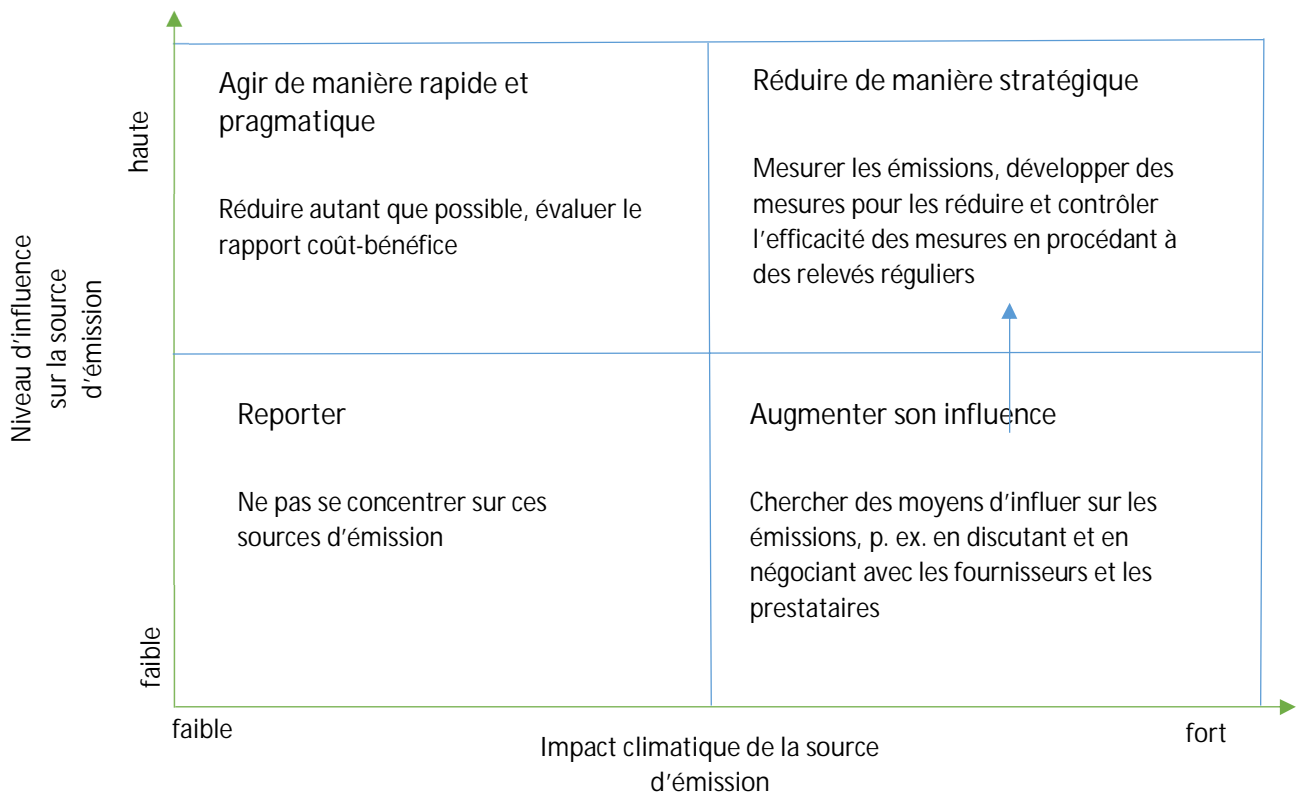 Agir de manière rapide et
pragmatique
Réduire autant que possible, évaluer le
rapport coût-bénéfice
Réduire de manière stratégique
Mesurer les émissions, développer des
mesures pour les réduire et contrôler
l’efficacité des mesures en procédant à
des relevés réguliers
haute
Niveau d’influence
sur la source
d’émission
Reporter
Ne pas se concentrer sur ces
sources d’émission
Augmenter son influence
Chercher des moyens d’influer sur les
émissions, p. ex. en discutant et en
négociant avec les fournisseurs et les
prestataires
faible
faible
Impact climatique de la source
d’émission
fort